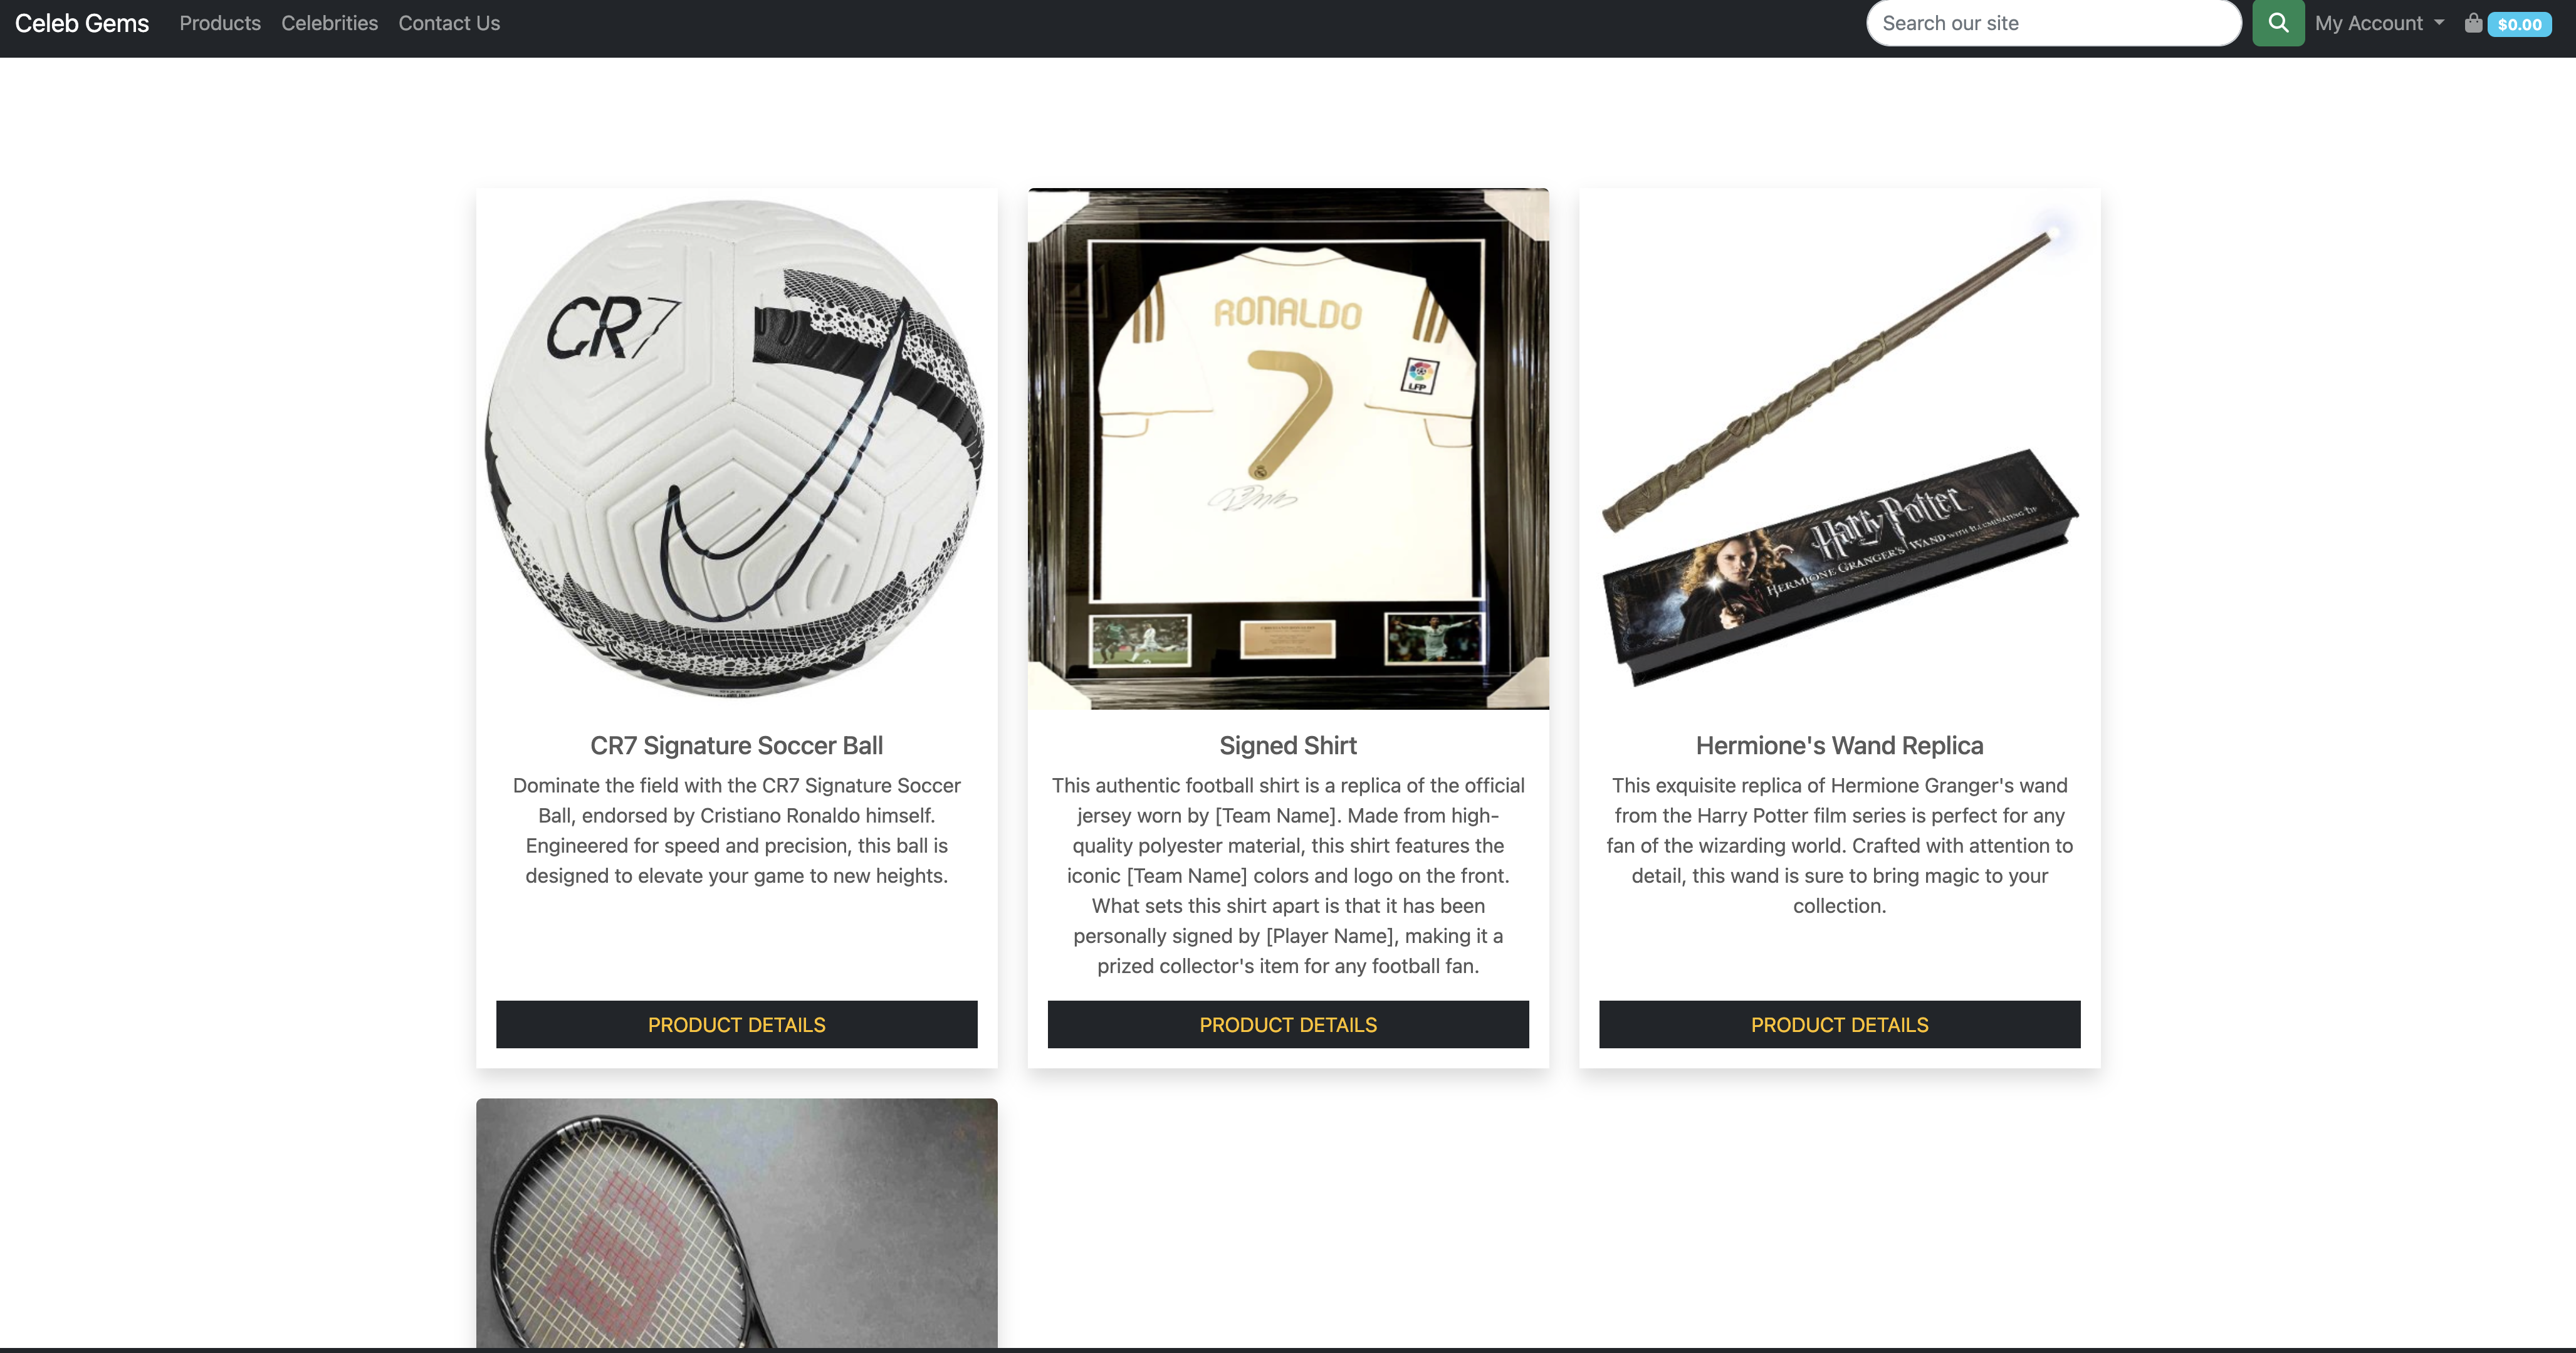 Celeb Gems Products Celebrities Contact Us Search our site My Account $0.00
CR7
RONALDO
7
LFP
Harry Potter
HERMIONE GRANGER'S WAND WITH ILLUMINATING TIP
CR7 Signature Soccer Ball
Dominate the field with the CR7 Signature Soccer
Ball, endorsed by Cristiano Ronaldo himself.
Engineered for speed and precision, this ball is
designed to elevate your game to new heights.
PRODUCT DETAILS
Signed Shirt
This authentic football shirt is a replica of the official
jersey worn by [Team Name]. Made from high-
quality polyester material, this shirt features the
iconic [Team Name] colors and logo on the front.
What sets this shirt apart is that it has been
personally signed by [Player Name], making it a
prized collector's item for any football fan.
PRODUCT DETAILS
Hermione's Wand Replica
This exquisite replica of Hermione Granger's wand
from the Harry Potter film series is perfect for any
fan of the wizarding world. Crafted with attention to
detail, this wand is sure to bring magic to your
collection.
PRODUCT DETAILS